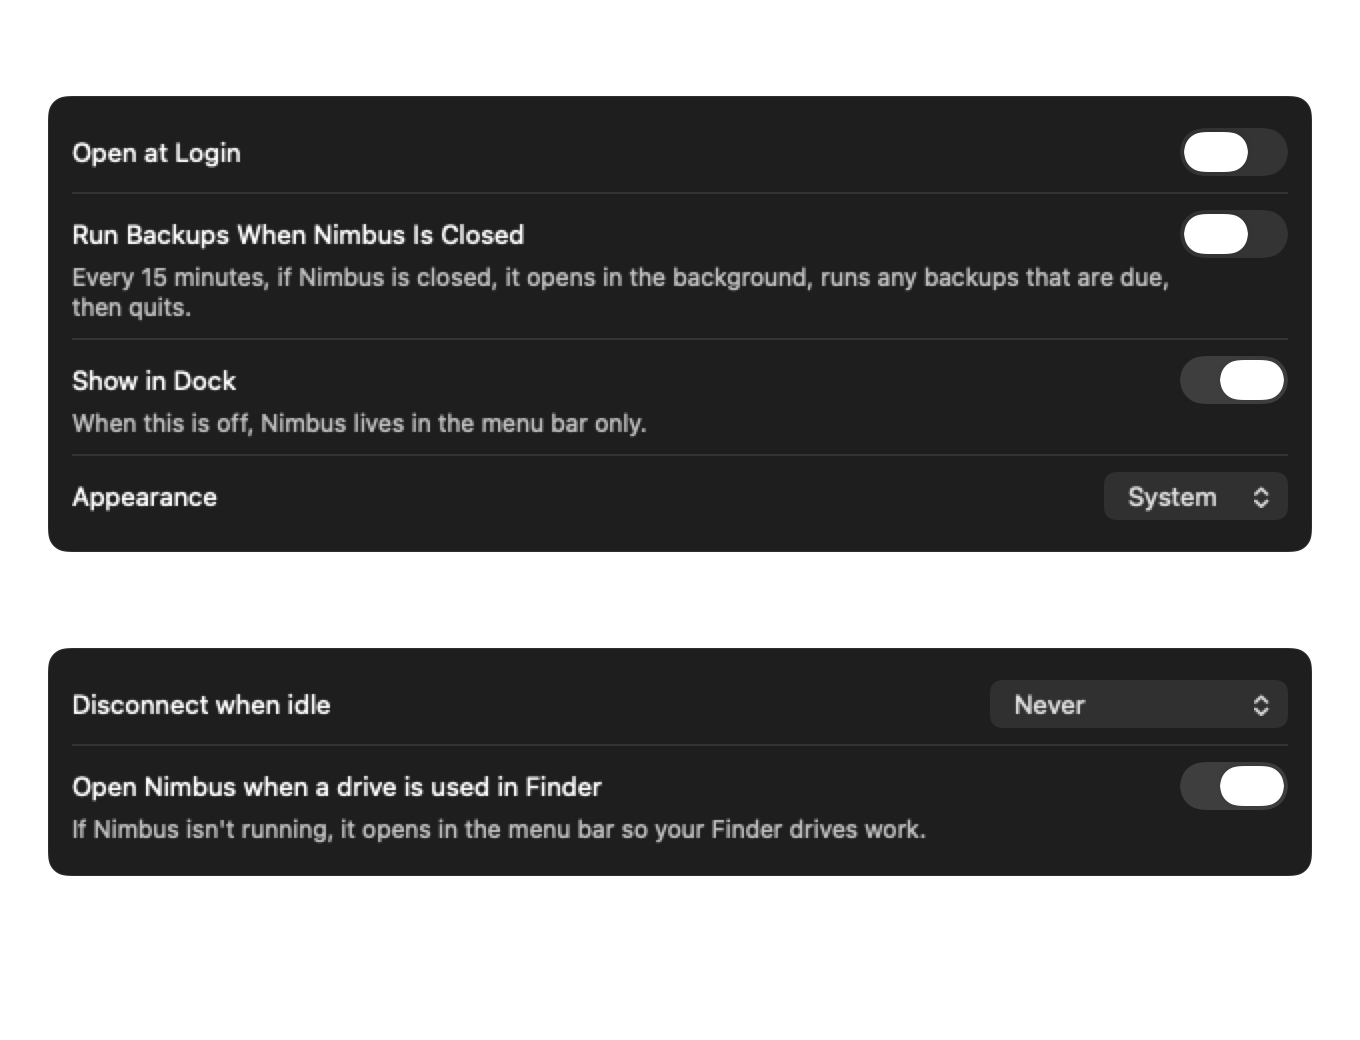 Open at Login
Run Backups When Nimbus Is Closed
Every 15 minutes, if Nimbus is closed, it opens in the background, runs any backups that are due,
then quits.
Show in Dock
When this is off, Nimbus lives in the menu bar only.
Appearance
System
Disconnect when idle
Never
Open Nimbus when a drive is used in Finder
If Nimbus isn't running, it opens in the menu bar so your Finder drives work.